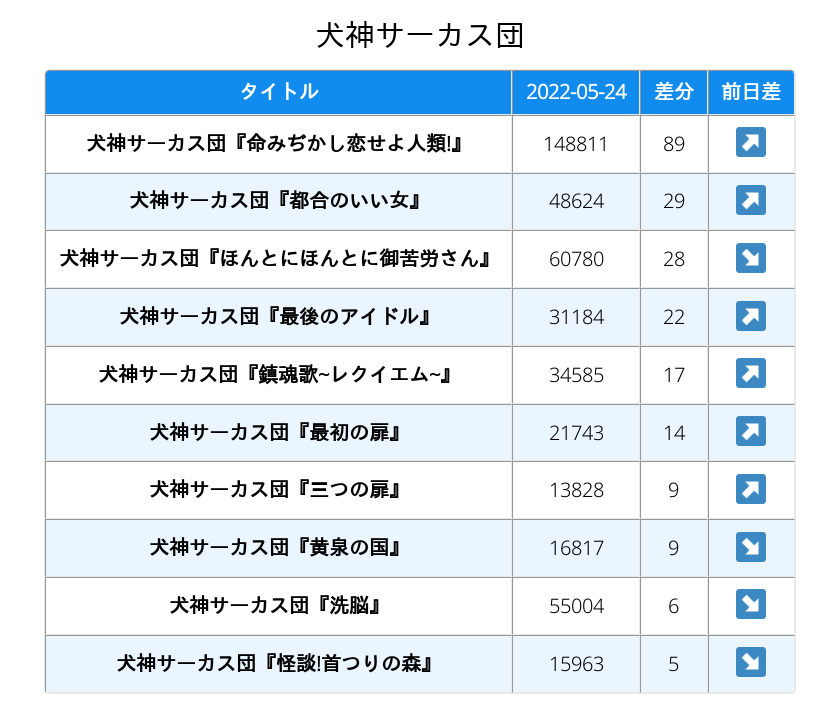 犬神サーカス団
タイトル 2022-05-24 差分 前日差
犬神サーカス団『命みぢかし恋せよ人類!』 148811 89 ↗
犬神サーカス団『都合のいい女』 48624 29 ↗
犬神サーカス団『ほんとにほんとに御苦労さん』 60780 28 ↘
犬神サーカス団『最後のアイドル』 31184 22 ↗
犬神サーカス団『鎮魂歌~レクイエム~』 34585 17 ↗
犬神サーカス団『最初の扉』 21743 14 ↗
犬神サーカス団『三つの扉』 13828 9 ↗
犬神サーカス団『黄泉の国』 16817 9 ↘
犬神サーカス団『洗脳』 55004 6 ↘
犬神サーカス団『怪談!首つりの森』 15963 5 ↘